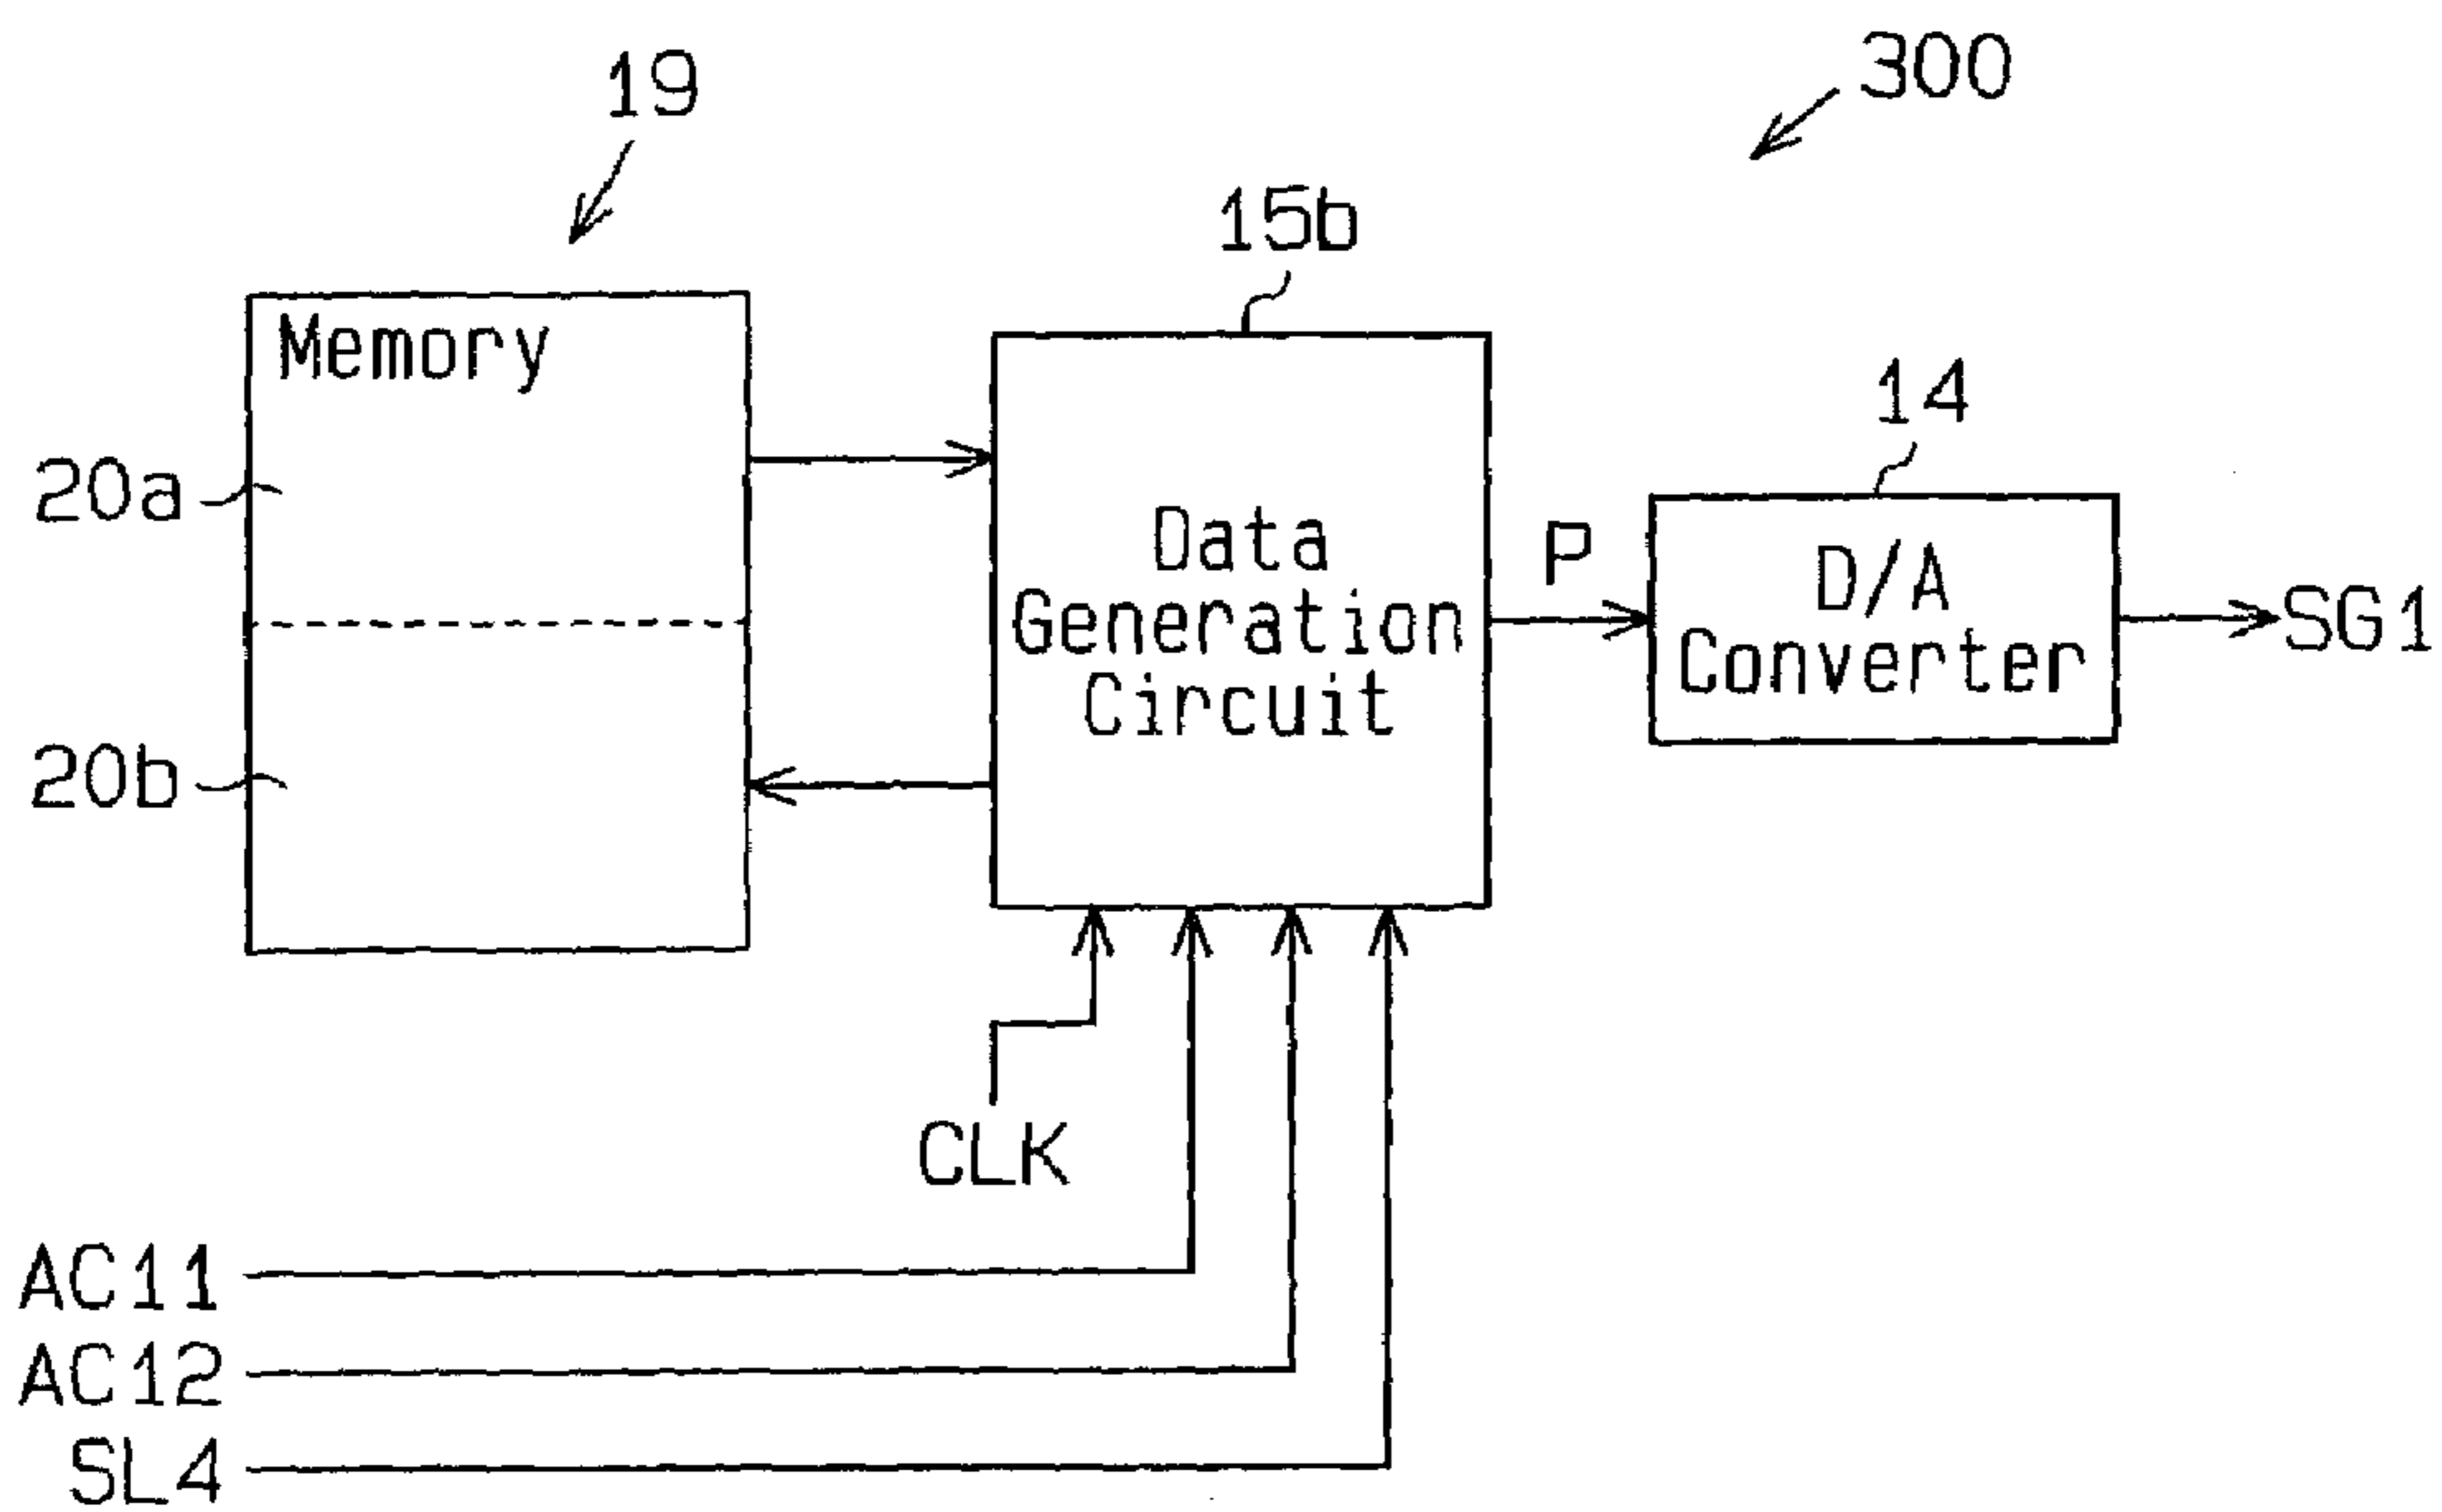 19
300
15b
Memory
14
20a
Data
Generation
Circuit
P
D/A
Converter
SG1
20b
CLK
AC11
AC12
SL4